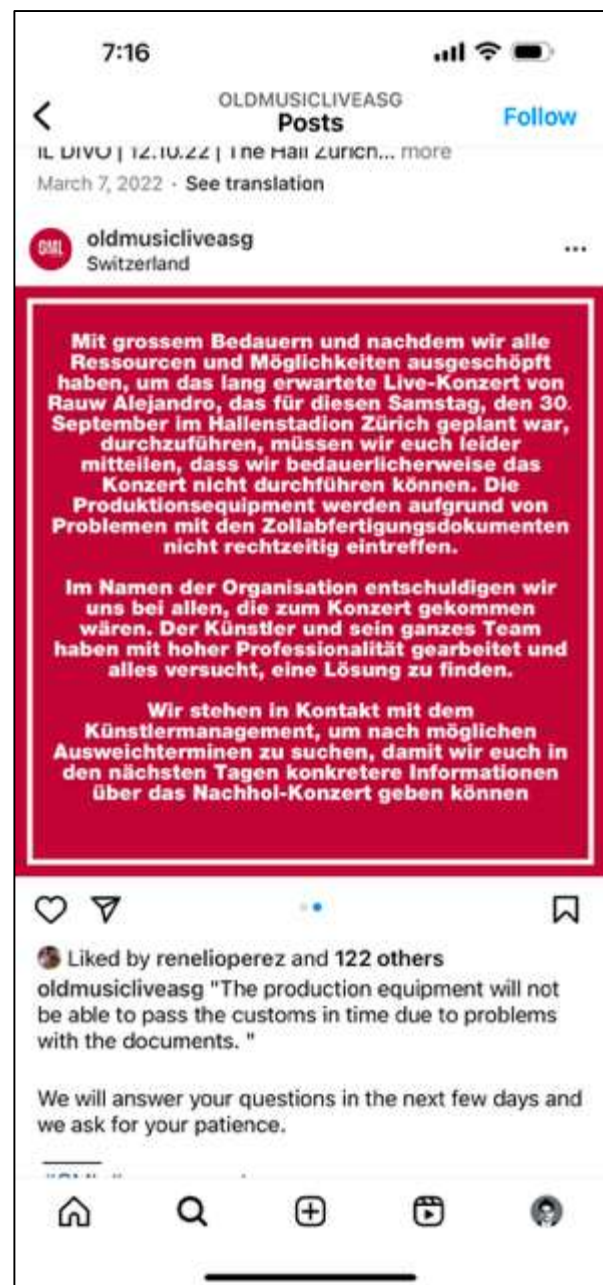 7:16
OLDMUSICLIVEASG
Posts
Follow
IL DIVO | 12.10.22 | The Hall Zurich... more
March 7, 2022 · See translation
OML
oldmusicliveasg
Switzerland
...
Mit grossem Bedauern und nachdem wir alle
Ressourcen und Möglichkeiten ausgeschöpft
haben, um das lang erwartete Live-Konzert von
Rauw Alejandro, das für diesen Samstag, den 30.
September im Hallenstadion Zürich geplant war,
durchzuführen, müssen wir euch leider
mitteilen, dass wir bedauerlicherweise das
Konzert nicht durchführen können. Die
Produktionsequipment werden aufgrund von
Problemen mit den Zollabfertigungsdokumenten
nicht rechtzeitig eintreffen.
Im Namen der Organisation entschuldigen wir
uns bei allen, die zum Konzert gekommen
wären. Der Künstler und sein ganzes Team
haben mit hoher Professionalität gearbeitet und
alles versucht, eine Lösung zu finden.
Wir stehen in Kontakt mit dem
Künstlermanagement, um nach möglichen
Ausweichterminen zu suchen, damit wir euch in
den nächsten Tagen konkretere Informationen
über das Nachhol-Konzert geben können
Liked by renelioperez and 122 others
oldmusicliveasg "The production equipment will not
be able to pass the customs in time due to problems
with the documents. "
We will answer your questions in the next few days and
we ask for your patience.